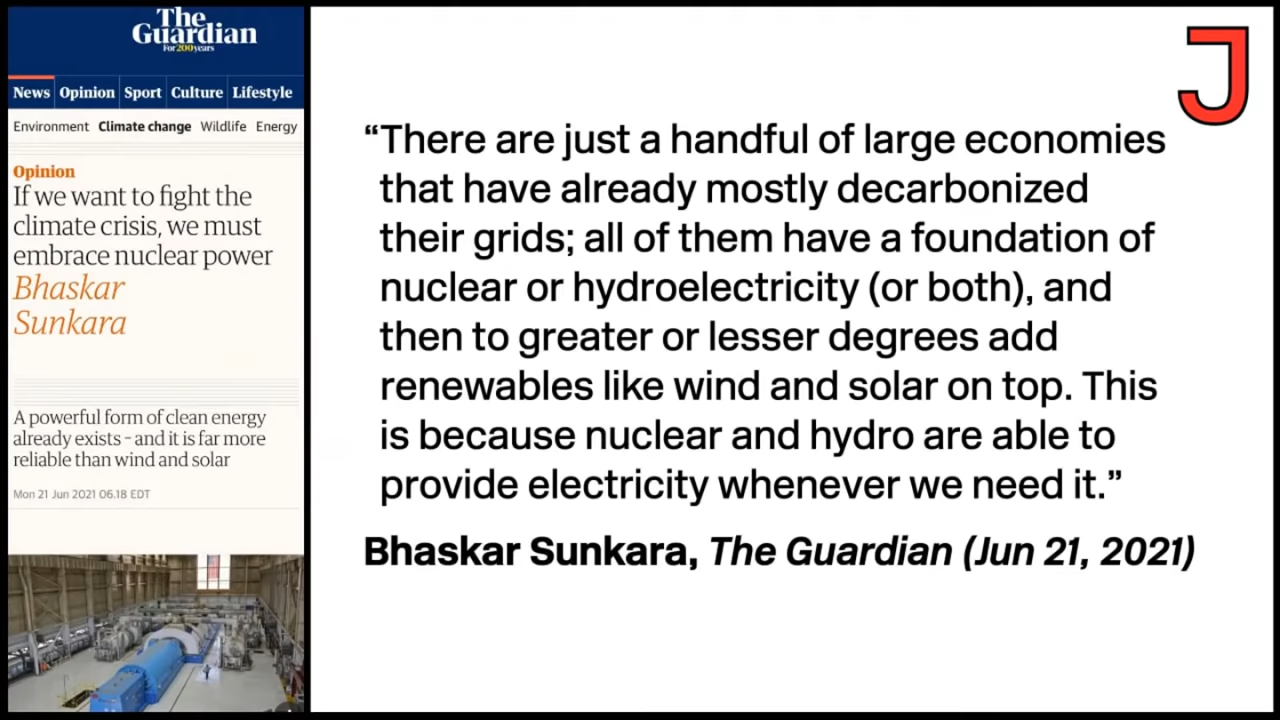 The
Guardian
For 200 years
News Opinion Sport Culture Lifestyle
Environment Climate change Wildlife Energy
Opinion
If we want to fight the
climate crisis, we must
embrace nuclear power
Bhaskar
Sunkara
A powerful form of clean energy
already exists – and it is far more
reliable than wind and solar
Mon 21 Jun 2021 06.18 EDT
J
“There are just a handful of large economies
that have already mostly decarbonized
their grids; all of them have a foundation of
nuclear or hydroelectricity (or both), and
then to greater or lesser degrees add
renewables like wind and solar on top. This
is because nuclear and hydro are able to
provide electricity whenever we need it.”
Bhaskar Sunkara, The Guardian (Jun 21, 2021)